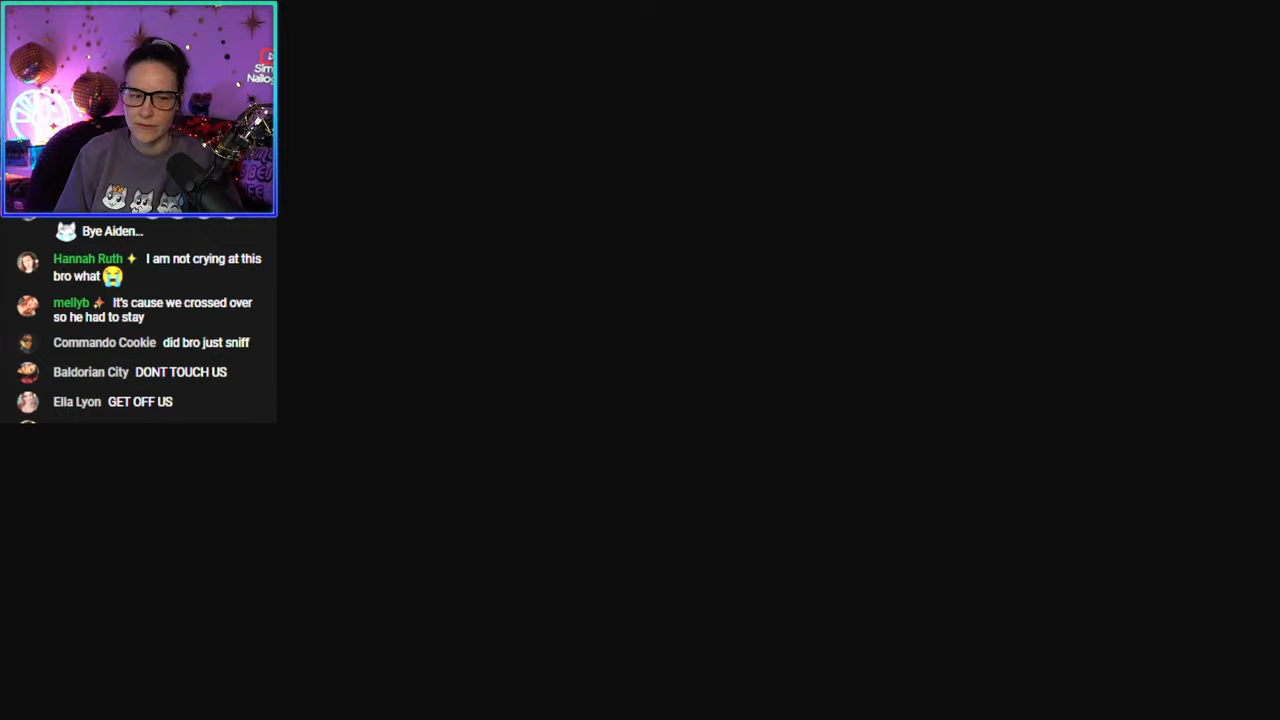 Sim
Nailog
Bye Aiden...
Hannah Ruth I am not crying at this
bro what
mellyb It's cause we crossed over
so he had to stay
Commando Cookie did bro just sniff
Baldorian City DONT TOUCH US
Ella Lyon GET OFF US